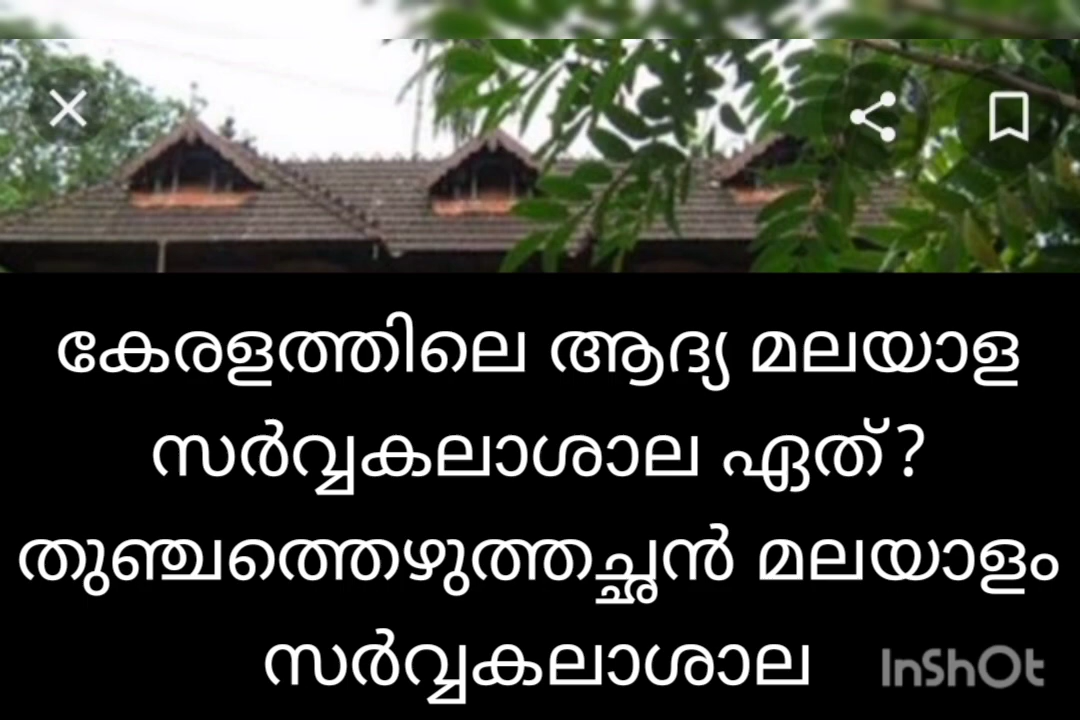 കേരളത്തിലെ ആദ്യ മലയാള
സർവ്വകലാശാല ഏത്?
തുഞ്ചത്തെഴുത്തച്ഛൻ മലയാളം
സർവ്വകലാശാല
InShOt